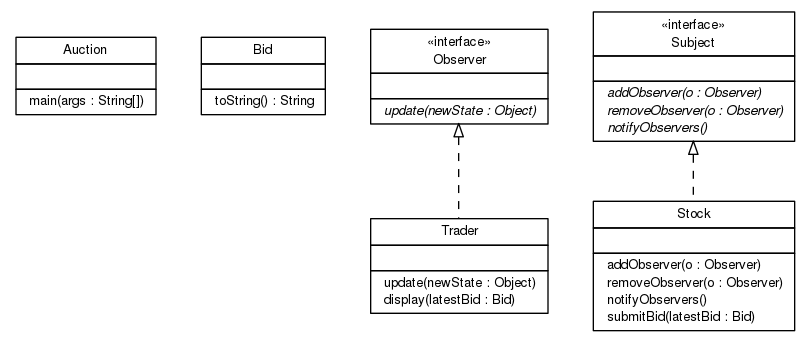 Auction
main(args : String[])
Bid
toString() : String
«interface»
Observer
update(newState : Object)
«interface»
Subject
addObserver(o : Observer)
removeObserver(o : Observer)
notifyObservers()
Trader
update(newState : Object)
display(latestBid : Bid)
Stock
addObserver(o : Observer)
removeObserver(o : Observer)
notifyObservers()
submitBid(latestBid : Bid)